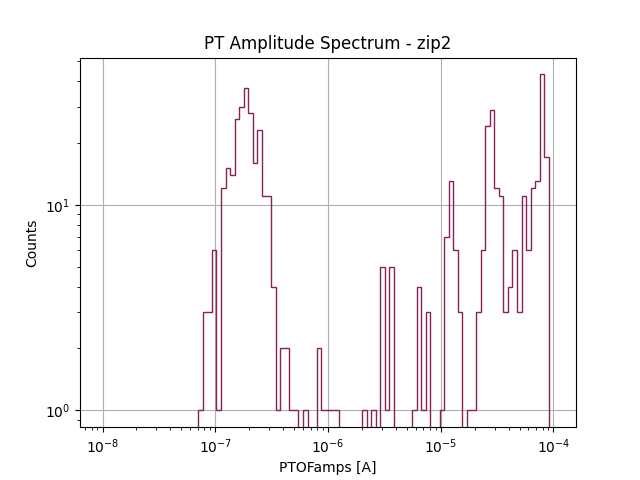 PT Amplitude Spectrum - zip2
Counts
10¹
10⁰
10⁻⁸ 10⁻⁷ 10⁻⁶ 10⁻⁵ 10⁻⁴
PTOFamps [A]